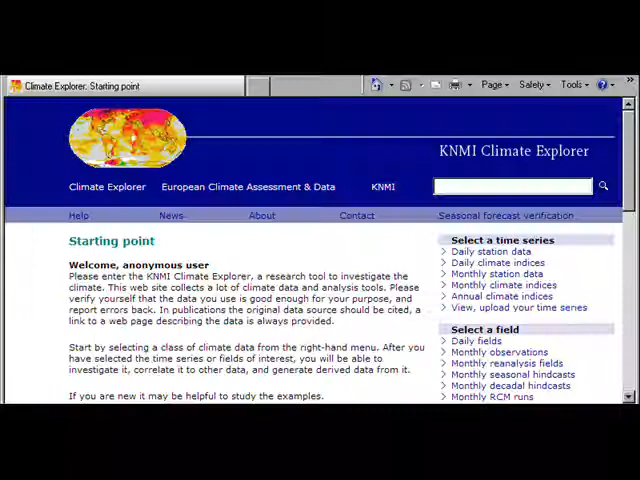 Climate Explorer. Starting point
Page
Safety
Tools
KNMI Climate Explorer
Climate Explorer European Climate Assessment & Data KNMI
Help News About Contact Seasonal forecast verification
Starting point
Welcome, anonymous user
Please enter the KNMI Climate Explorer, a research tool to investigate the
climate. This web site collects a lot of climate data and analysis tools. Please
verify yourself that the data you use is good enough for your purpose, and
report errors back. In publications the original data source should be cited, a
link to a web page describing the data is always provided.
Start by selecting a class of climate data from the right-hand menu. After you
have selected the time series or fields of interest, you will be able to
investigate it, correlate it to other data, and generate derived data from it.
If you are new it may be helpful to study the examples.
Select a time series
Daily station data
Daily climate indices
Monthly station data
Monthly climate indices
Annual climate indices
View, upload your time series
Select a field
Daily fields
Monthly observations
Monthly reanalysis fields
Monthly seasonal hindcasts
Monthly decadal hindcasts
Monthly RCM runs